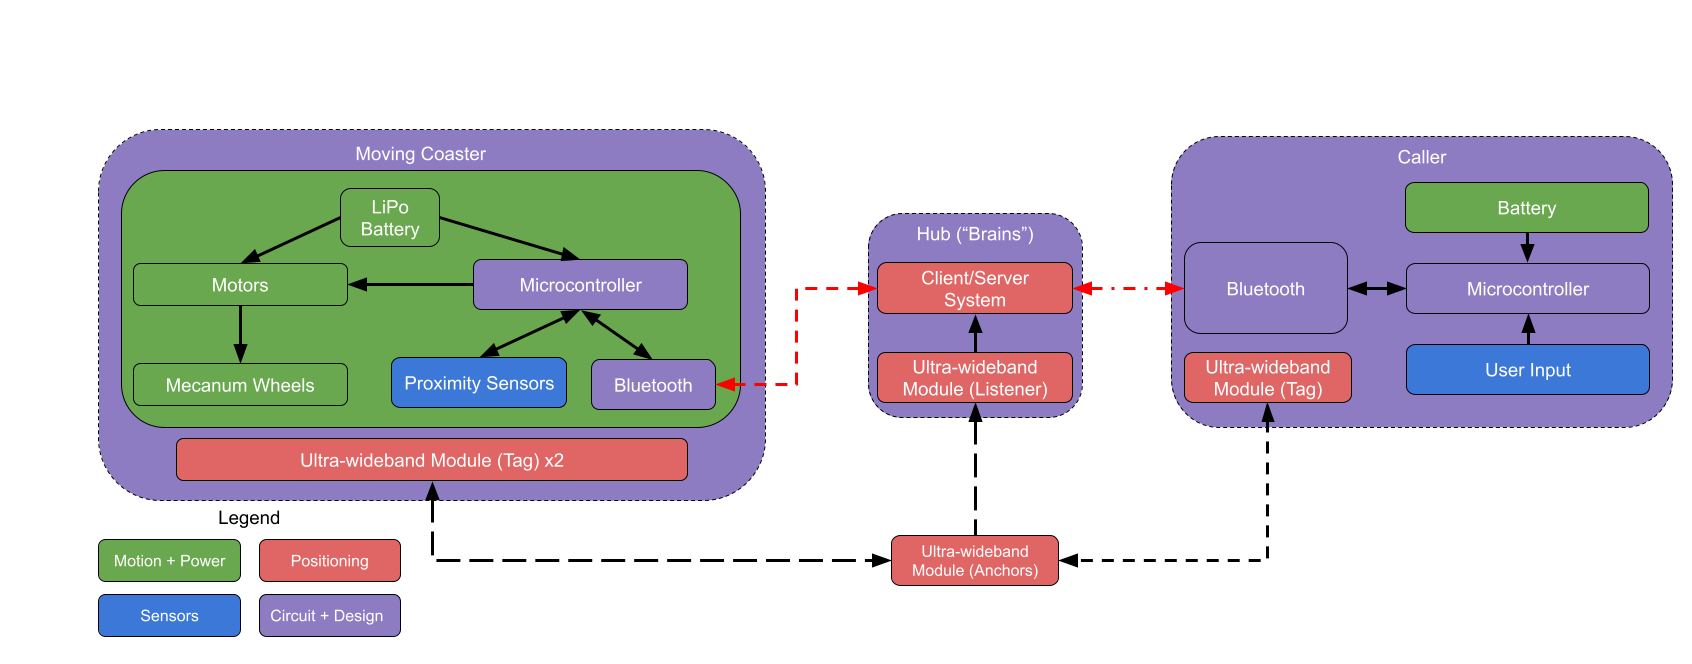 Moving Coaster
LiPo
Battery
Motors
Microcontroller
Mecanum Wheels
Proximity Sensors
Bluetooth
Ultra-wideband Module (Tag) x2
Hub (“Brains”)
Client/Server
System
Ultra-wideband
Module (Listener)
Ultra-wideband
Module (Anchors)
Caller
Battery
Bluetooth
Microcontroller
Ultra-wideband
Module (Tag)
User Input
Legend
Motion + Power
Positioning
Sensors
Circuit + Design